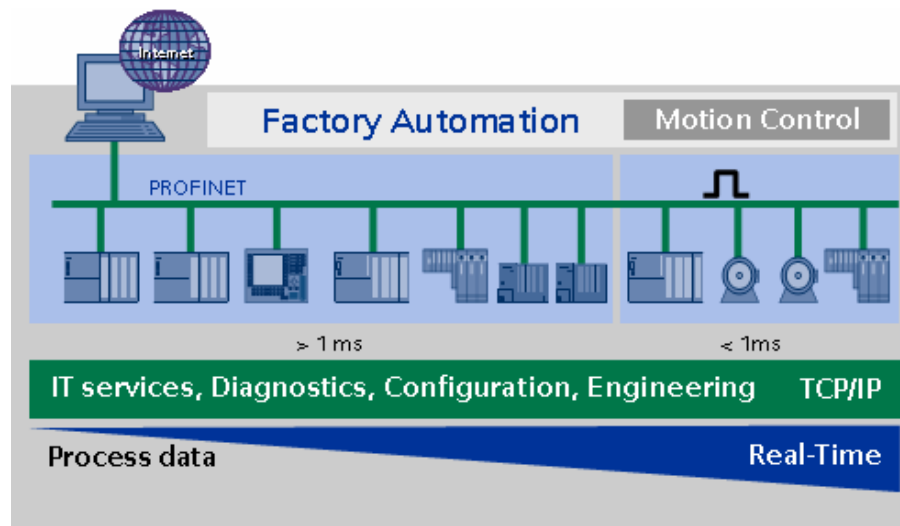 Internet
Factory Automation Motion Control
PROFINET
> 1 ms < 1ms
IT services, Diagnostics, Configuration, Engineering TCP/IP
Process data Real-Time